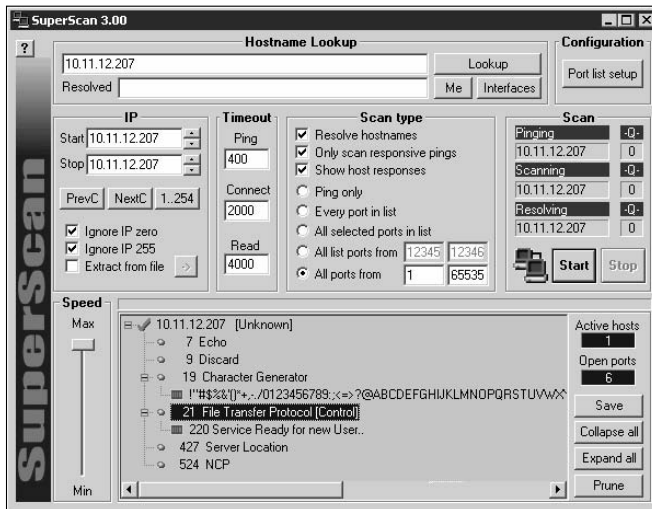 SuperScan 3.00
?
SuperScan
Hostname Lookup
10.11.12.207
Lookup
Resolved
Me
Interfaces
Configuration
Port list setup
IP
Start 10.11.12.207
Stop 10.11.12.207
PrevC NextC 1..254
Ignore IP zero
Ignore IP 255
Extract from file ->
Timeout
Ping
400
Connect
2000
Read
4000
Scan type
Resolve hostnames
Only scan responsive pings
Show host responses
Ping only
Every port in list
All selected ports in list
All list ports from 12345 12346
All ports from 1 65535
Scan
Pinging -Q-
10.11.12.207 0
Scanning -Q-
10.11.12.207 0
Resolving -Q-
10.11.12.207 0
Start Stop
Speed
Max
Min
10.11.12.207 [Unknown]
7 Echo
9 Discard
19 Character Generator
!"#$%&'()*+,-./0123456789:;<=>?@ABCDEFGHIJKLMNOPQRSTUVWX
21 File Transfer Protocol [Control]
220 Service Ready for new User..
427 Server Location
524 NCP
Active hosts
1
Open ports
6
Save
Collapse all
Expand all
Prune